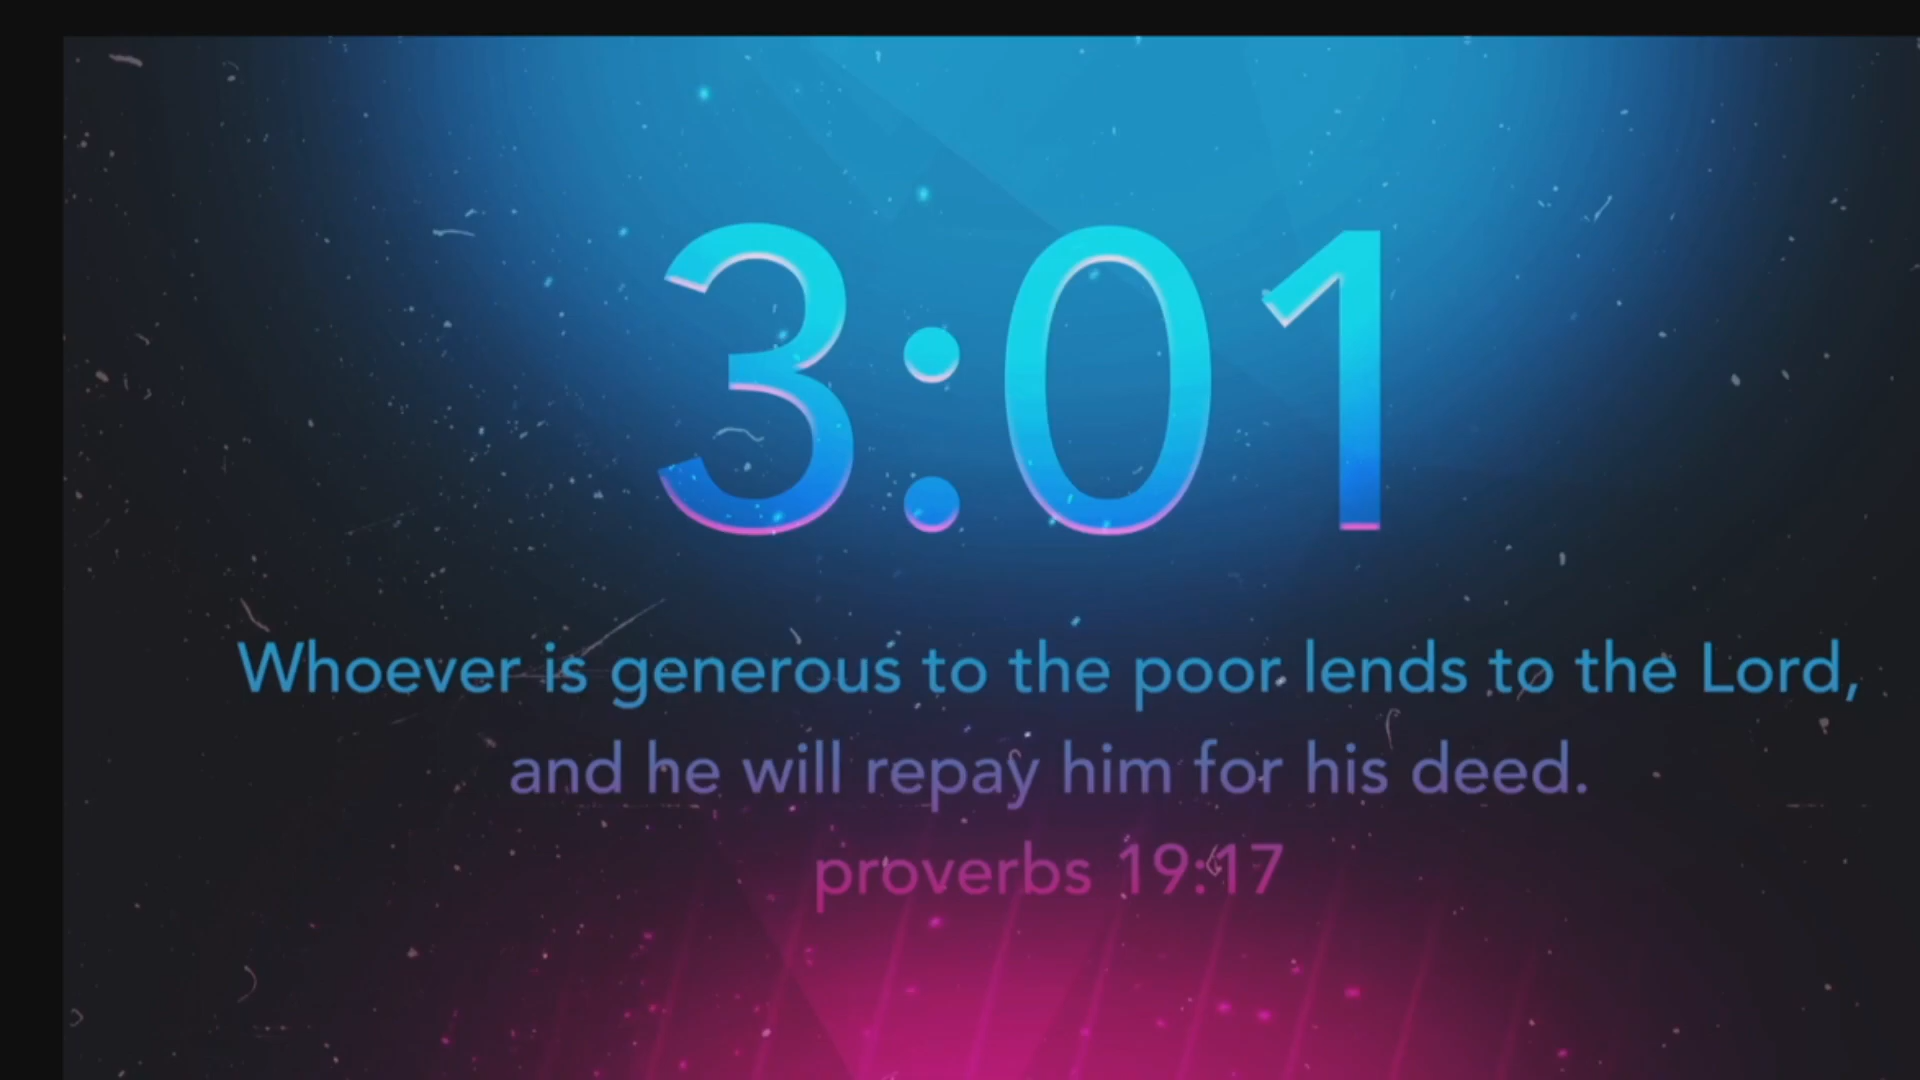 3:01
Whoever is generous to the poor lends to the Lord,
and he will repay him for his deed.
proverbs 19:17